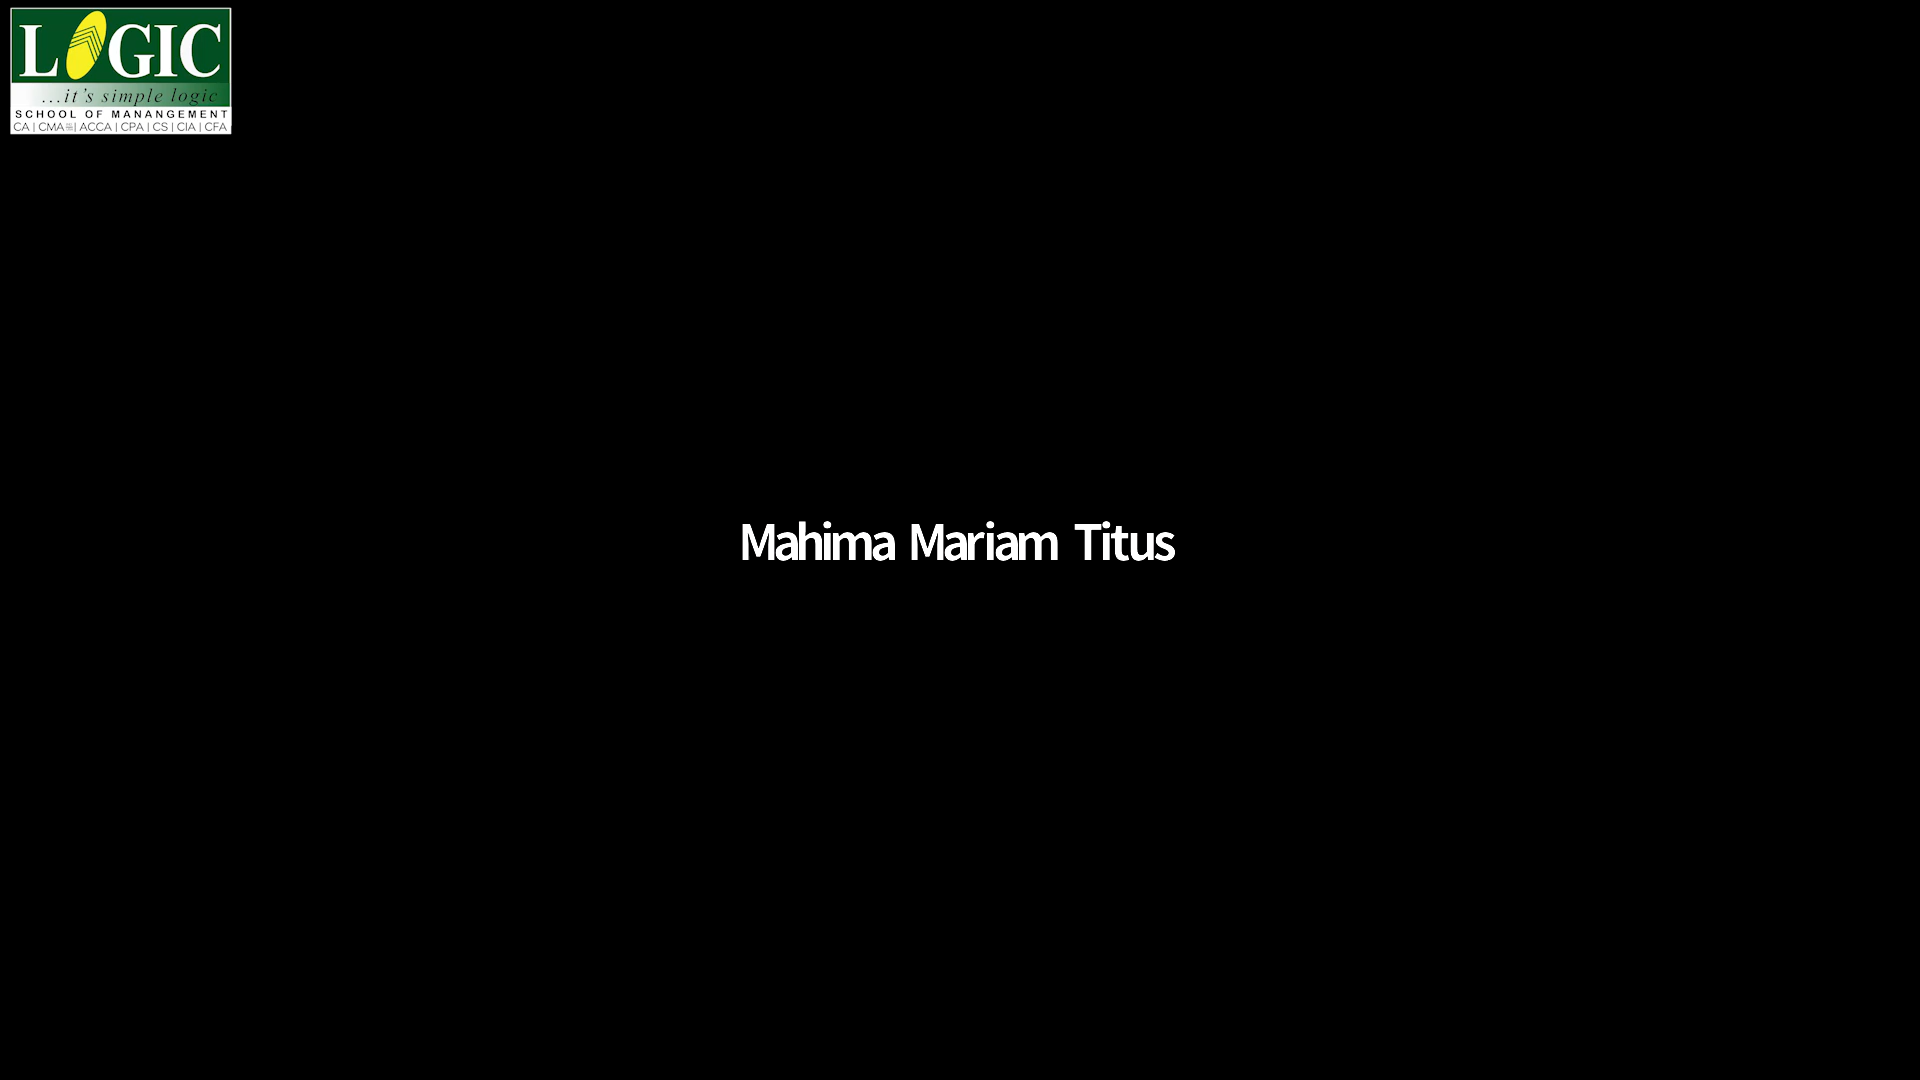 LOGIC
...it's simple logic
SCHOOL OF MANANGEMENT
CA | CMA | ACCA | CPA | CS | CIA | CFA
Mahima Mariam Titus